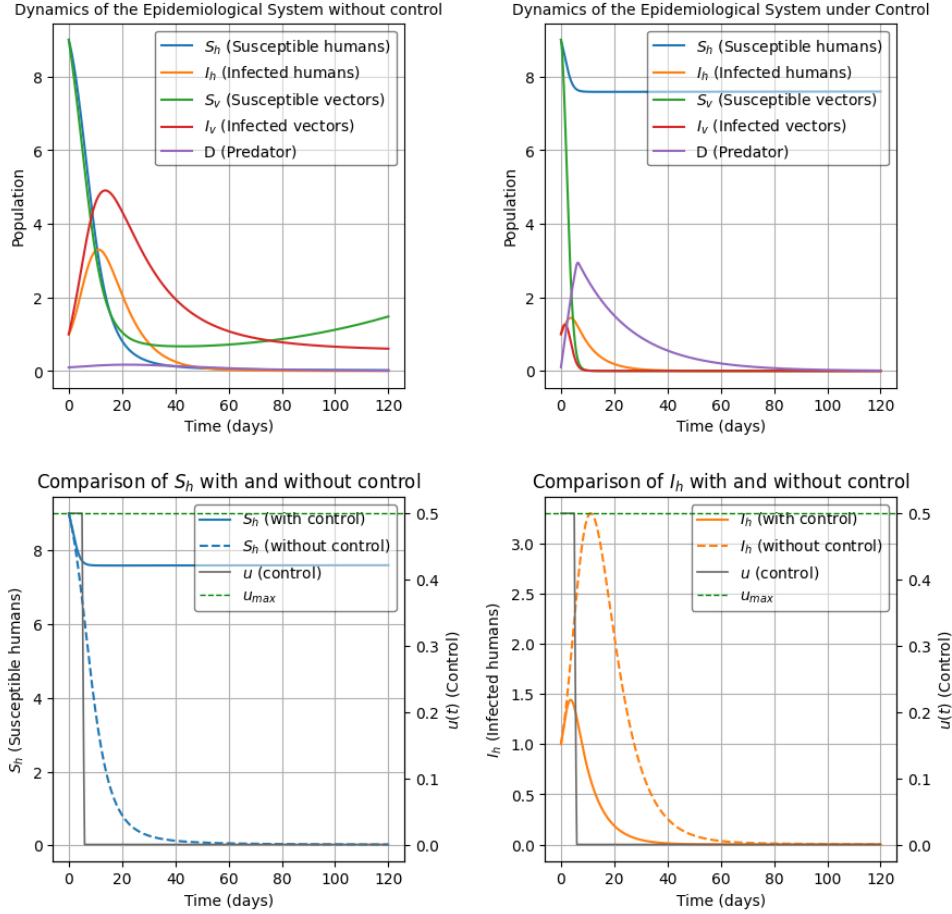 Dynamics of the Epidemiological System without control
S_h (Susceptible humans)
I_h (Infected humans)
S_v (Susceptible vectors)
I_v (Infected vectors)
D (Predator)
Population
8
6
4
2
0
0 20 40 60 80 100 120
Time (days)
Dynamics of the Epidemiological System under Control
S_h (Susceptible humans)
I_h (Infected humans)
S_v (Susceptible vectors)
I_v (Infected vectors)
D (Predator)
Population
8
6
4
2
0
0 20 40 60 80 100 120
Time (days)
Comparison of S_h with and without control
S_h (with control)
S_h (without control)
u (control)
u_max
S_h (Susceptible humans)
8
6
4
2
0
0.5
0.4
0.3
0.2
0.1
0.0
u(t) (Control)
0 20 40 60 80 100 120
Time (days)
Comparison of I_h with and without control
I_h (with control)
I_h (without control)
u (control)
u_max
I_h (Infected humans)
3.0
2.5
2.0
1.5
1.0
0.5
0.0
0.5
0.4
0.3
0.2
0.1
0.0
u(t) (Control)
0 20 40 60 80 100 120
Time (days)